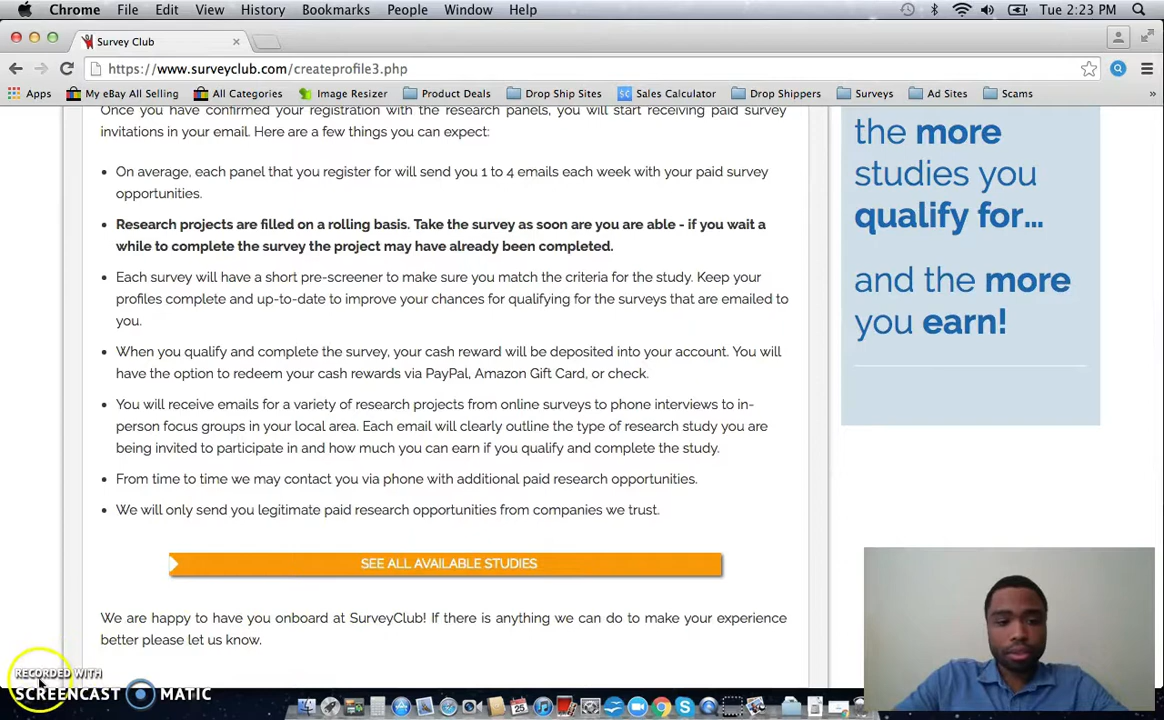 Chrome File Edit View History Bookmarks People Window Help Tue 2:23 PM
Survey Club
https://www.surveyclub.com/createprofile3.php
Apps My eBay All Selling All Categories Image Resizer Product Deals Drop Ship Sites Sales Calculator Drop Shippers Surveys Ad Sites Scams »
Once you have confirmed your registration with the research panels, you will start receiving paid survey
invitations in your email. Here are a few things you can expect:
• On average, each panel that you register for will send you 1 to 4 emails each week with your paid survey
opportunities.
• Research projects are filled on a rolling basis. Take the survey as soon are you are able - if you wait a
while to complete the survey the project may have already been completed.
• Each survey will have a short pre-screener to make sure you match the criteria for the study. Keep your
profiles complete and up-to-date to improve your chances for qualifying for the surveys that are emailed to
you.
• When you qualify and complete the survey, your cash reward will be deposited into your account. You will
have the option to redeem your cash rewards via PayPal, Amazon Gift Card, or check.
• You will receive emails for a variety of research projects from online surveys to phone interviews to in-
person focus groups in your local area. Each email will clearly outline the type of research study you are
being invited to participate in and how much you can earn if you qualify and complete the study.
• From time to time we may contact you via phone with additional paid research opportunities.
• We will only send you legitimate paid research opportunities from companies we trust.
SEE ALL AVAILABLE STUDIES
We are happy to have you onboard at SurveyClub! If there is anything we can do to make your experience
better please let us know.
the more
studies you
qualify for...
and the more
you earn!
RECORDED WITH
SCREENCAST MATIC
25